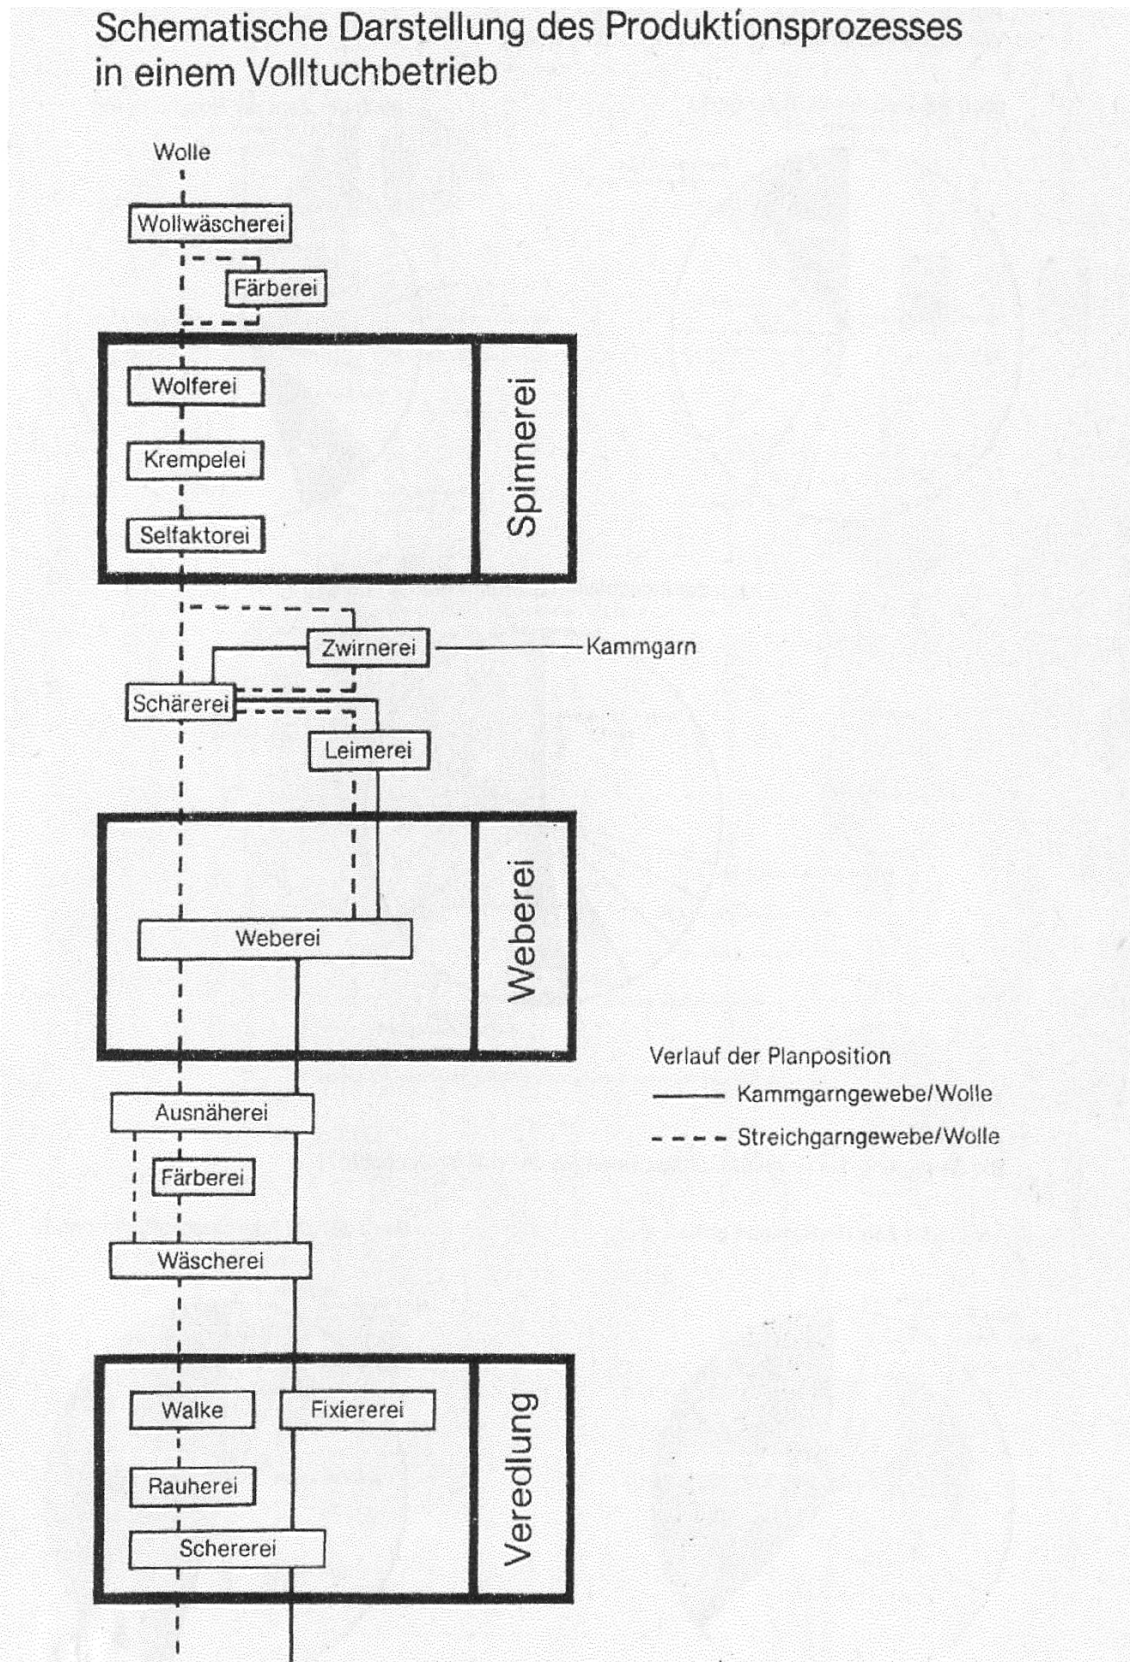 Schematische Darstellung des Produktionsprozesses
in einem Volltuchbetrieb
Wolle
Wollwäscherei
Färberei
Wolferei
Krempelei
Selfaktorei
Spinnerei
Zwirnerei
Kammgarn
Schärerei
Leimerei
Weberei
Weberei
Verlauf der Planposition
Kammgarngewebe/Wolle
Streichgarngewebe/Wolle
Ausnäherei
Färberei
Wäscherei
Walke
Fixiererei
Rauherei
Schererei
Veredlung